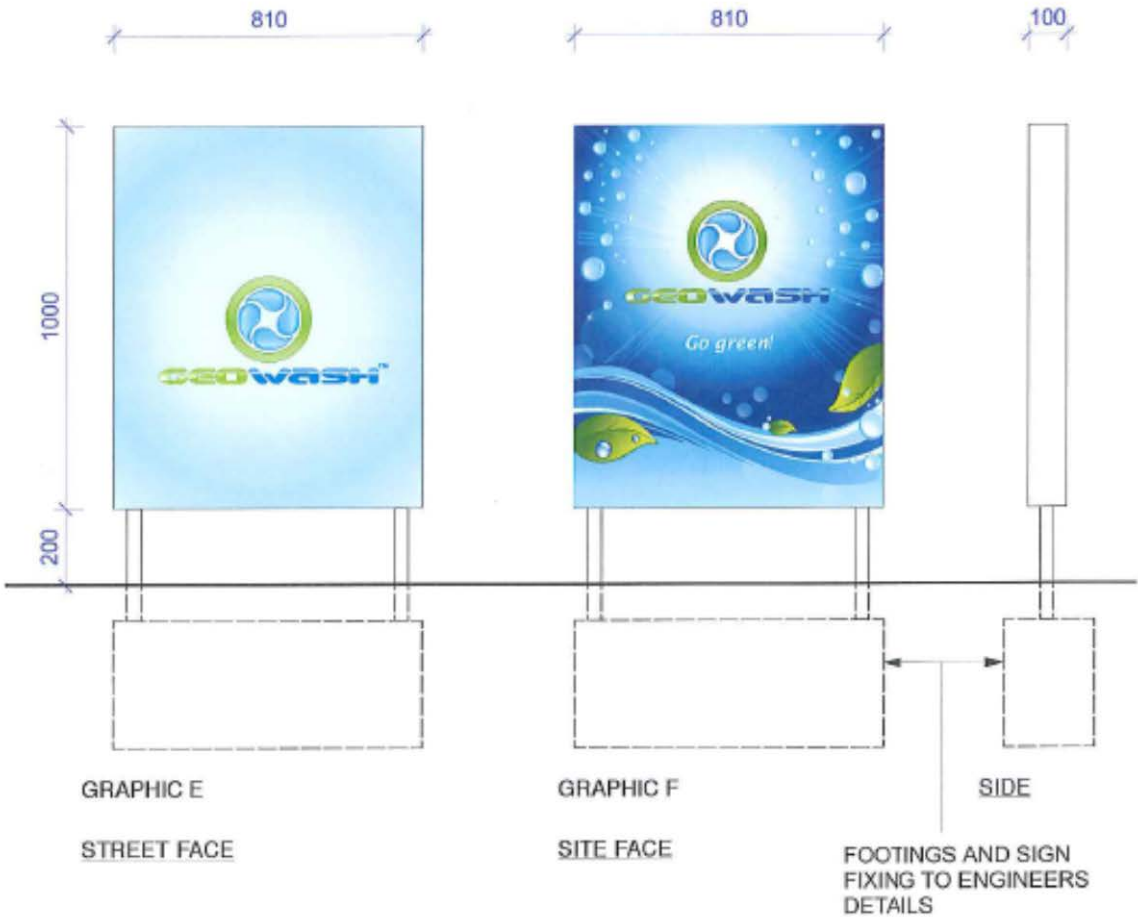 810
810
100
1000
200
GEOWASH™
GEOWASH
Go green!
GRAPHIC E
STREET FACE
GRAPHIC F
SITE FACE
SIDE
FOOTINGS AND SIGN
FIXING TO ENGINEERS
DETAILS